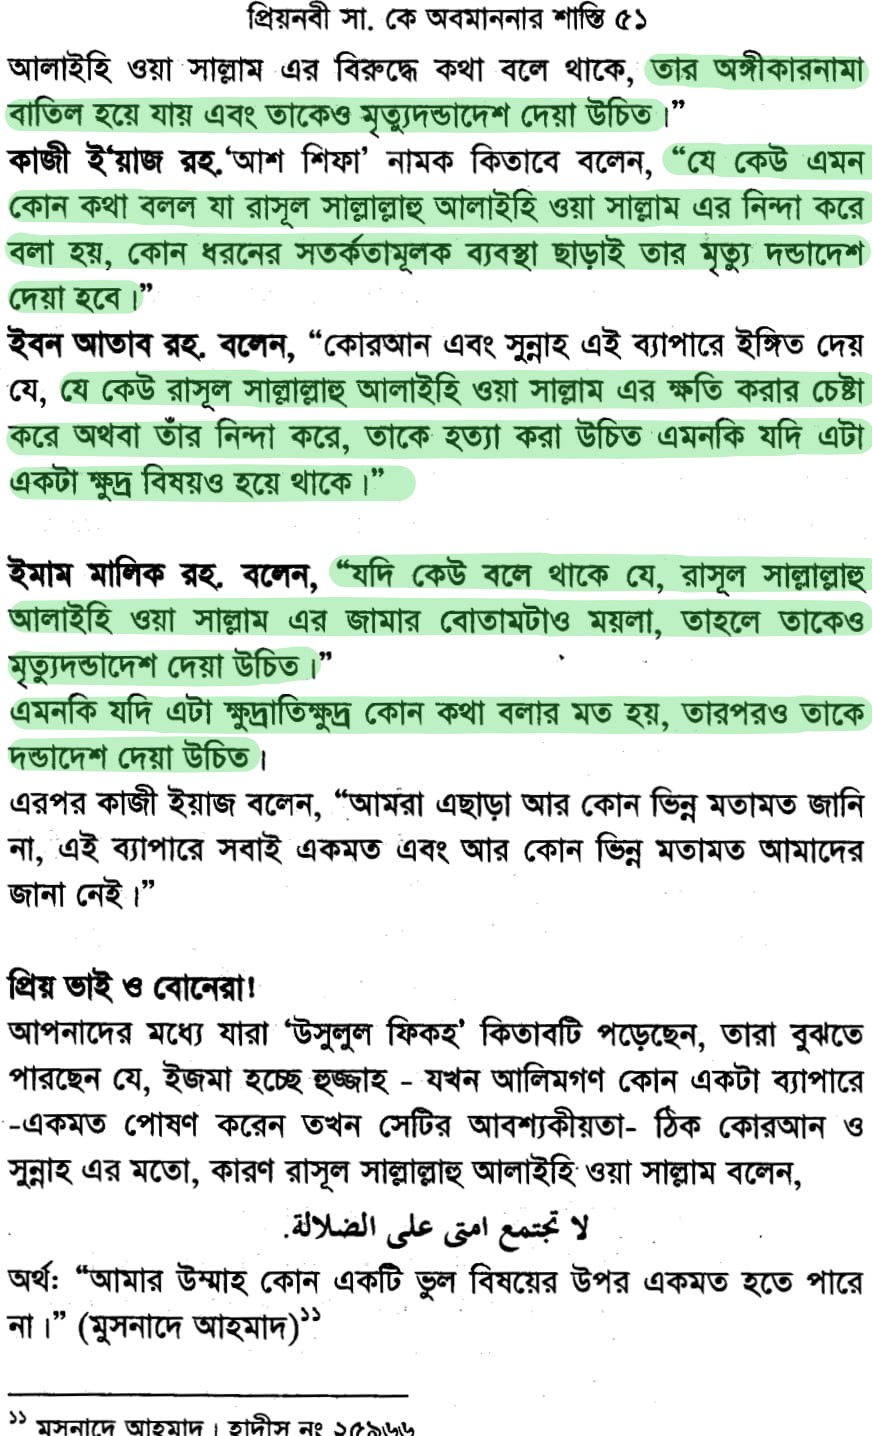 প্রিয়নবী সা. কে অবমাননার শাস্তি ৫১
আলাইহি ওয়া সাল্লাম এর বিরুদ্ধে কথা বলে থাকে, তার অঙ্গীকারনামা
বাতিল হয়ে যায় এবং তাকেও মৃত্যুদন্ডাদেশ দেয়া উচিত।”
কাজী ই‘য়াজ রহ.‘আশ শিফা’ নামক কিতাবে বলেন, “যে কেউ এমন
কোন কথা বলল যা রাসূল সাল্লাল্লাহু আলাইহি ওয়া সাল্লাম এর নিন্দা করে
বলা হয়, কোন ধরনের সতর্কতামূলক ব্যবস্থা ছাড়াই তার মৃত্যু দন্ডাদেশ
দেয়া হবে।”
ইবন আতাব রহ. বলেন, “কোরআন এবং সুন্নাহ এই ব্যাপারে ইঙ্গিত দেয়
যে, যে কেউ রাসূল সাল্লাল্লাহু আলাইহি ওয়া সাল্লাম এর ক্ষতি করার চেষ্টা
করে অথবা তাঁর নিন্দা করে, তাকে হত্যা করা উচিত এমনকি যদি এটা
একটা ক্ষুদ্র বিষয়ও হয়ে থাকে।”
ইমাম মালিক রহ. বলেন, “যদি কেউ বলে থাকে যে, রাসূল সাল্লাল্লাহু
আলাইহি ওয়া সাল্লাম এর জামার বোতামটাও ময়লা, তাহলে তাকেও
মৃত্যুদন্ডাদেশ দেয়া উচিত।”
এমনকি যদি এটা ক্ষুদ্রাতিক্ষুদ্র কোন কথা বলার মত হয়, তারপরও তাকে
দন্ডাদেশ দেয়া উচিত।
এরপর কাজী ইয়াজ বলেন, “আমরা এছাড়া আর কোন ভিন্ন মতামত জানি
না, এই ব্যাপারে সবাই একমত এবং আর কোন ভিন্ন মতামত আমাদের
জানা নেই।”
প্রিয় ভাই ও বোনেরা!
আপনাদের মধ্যে যারা ‘উসুলুল ফিকহ’ কিতাবটি পড়েছেন, তারা বুঝতে
পারছেন যে, ইজমা হচ্ছে হুজ্জাহ - যখন আলিমগণ কোন একটা ব্যাপারে
-একমত পোষণ করেন তখন সেটির আবশ্যকীয়তা- ঠিক কোরআন ও
সুন্নাহ এর মতো, কারণ রাসূল সাল্লাল্লাহু আলাইহি ওয়া সাল্লাম বলেন,
لا تجتمع امتى على الضلالة.
অর্থ: “আমার উম্মাহ কোন একটি ভুল বিষয়ের উপর একমত হতে পারে
না।” (মুসনাদে আহমাদ)¹¹
¹¹ মুসনাদে আহমাদ। হাদীস নং ২৫৯৬৬